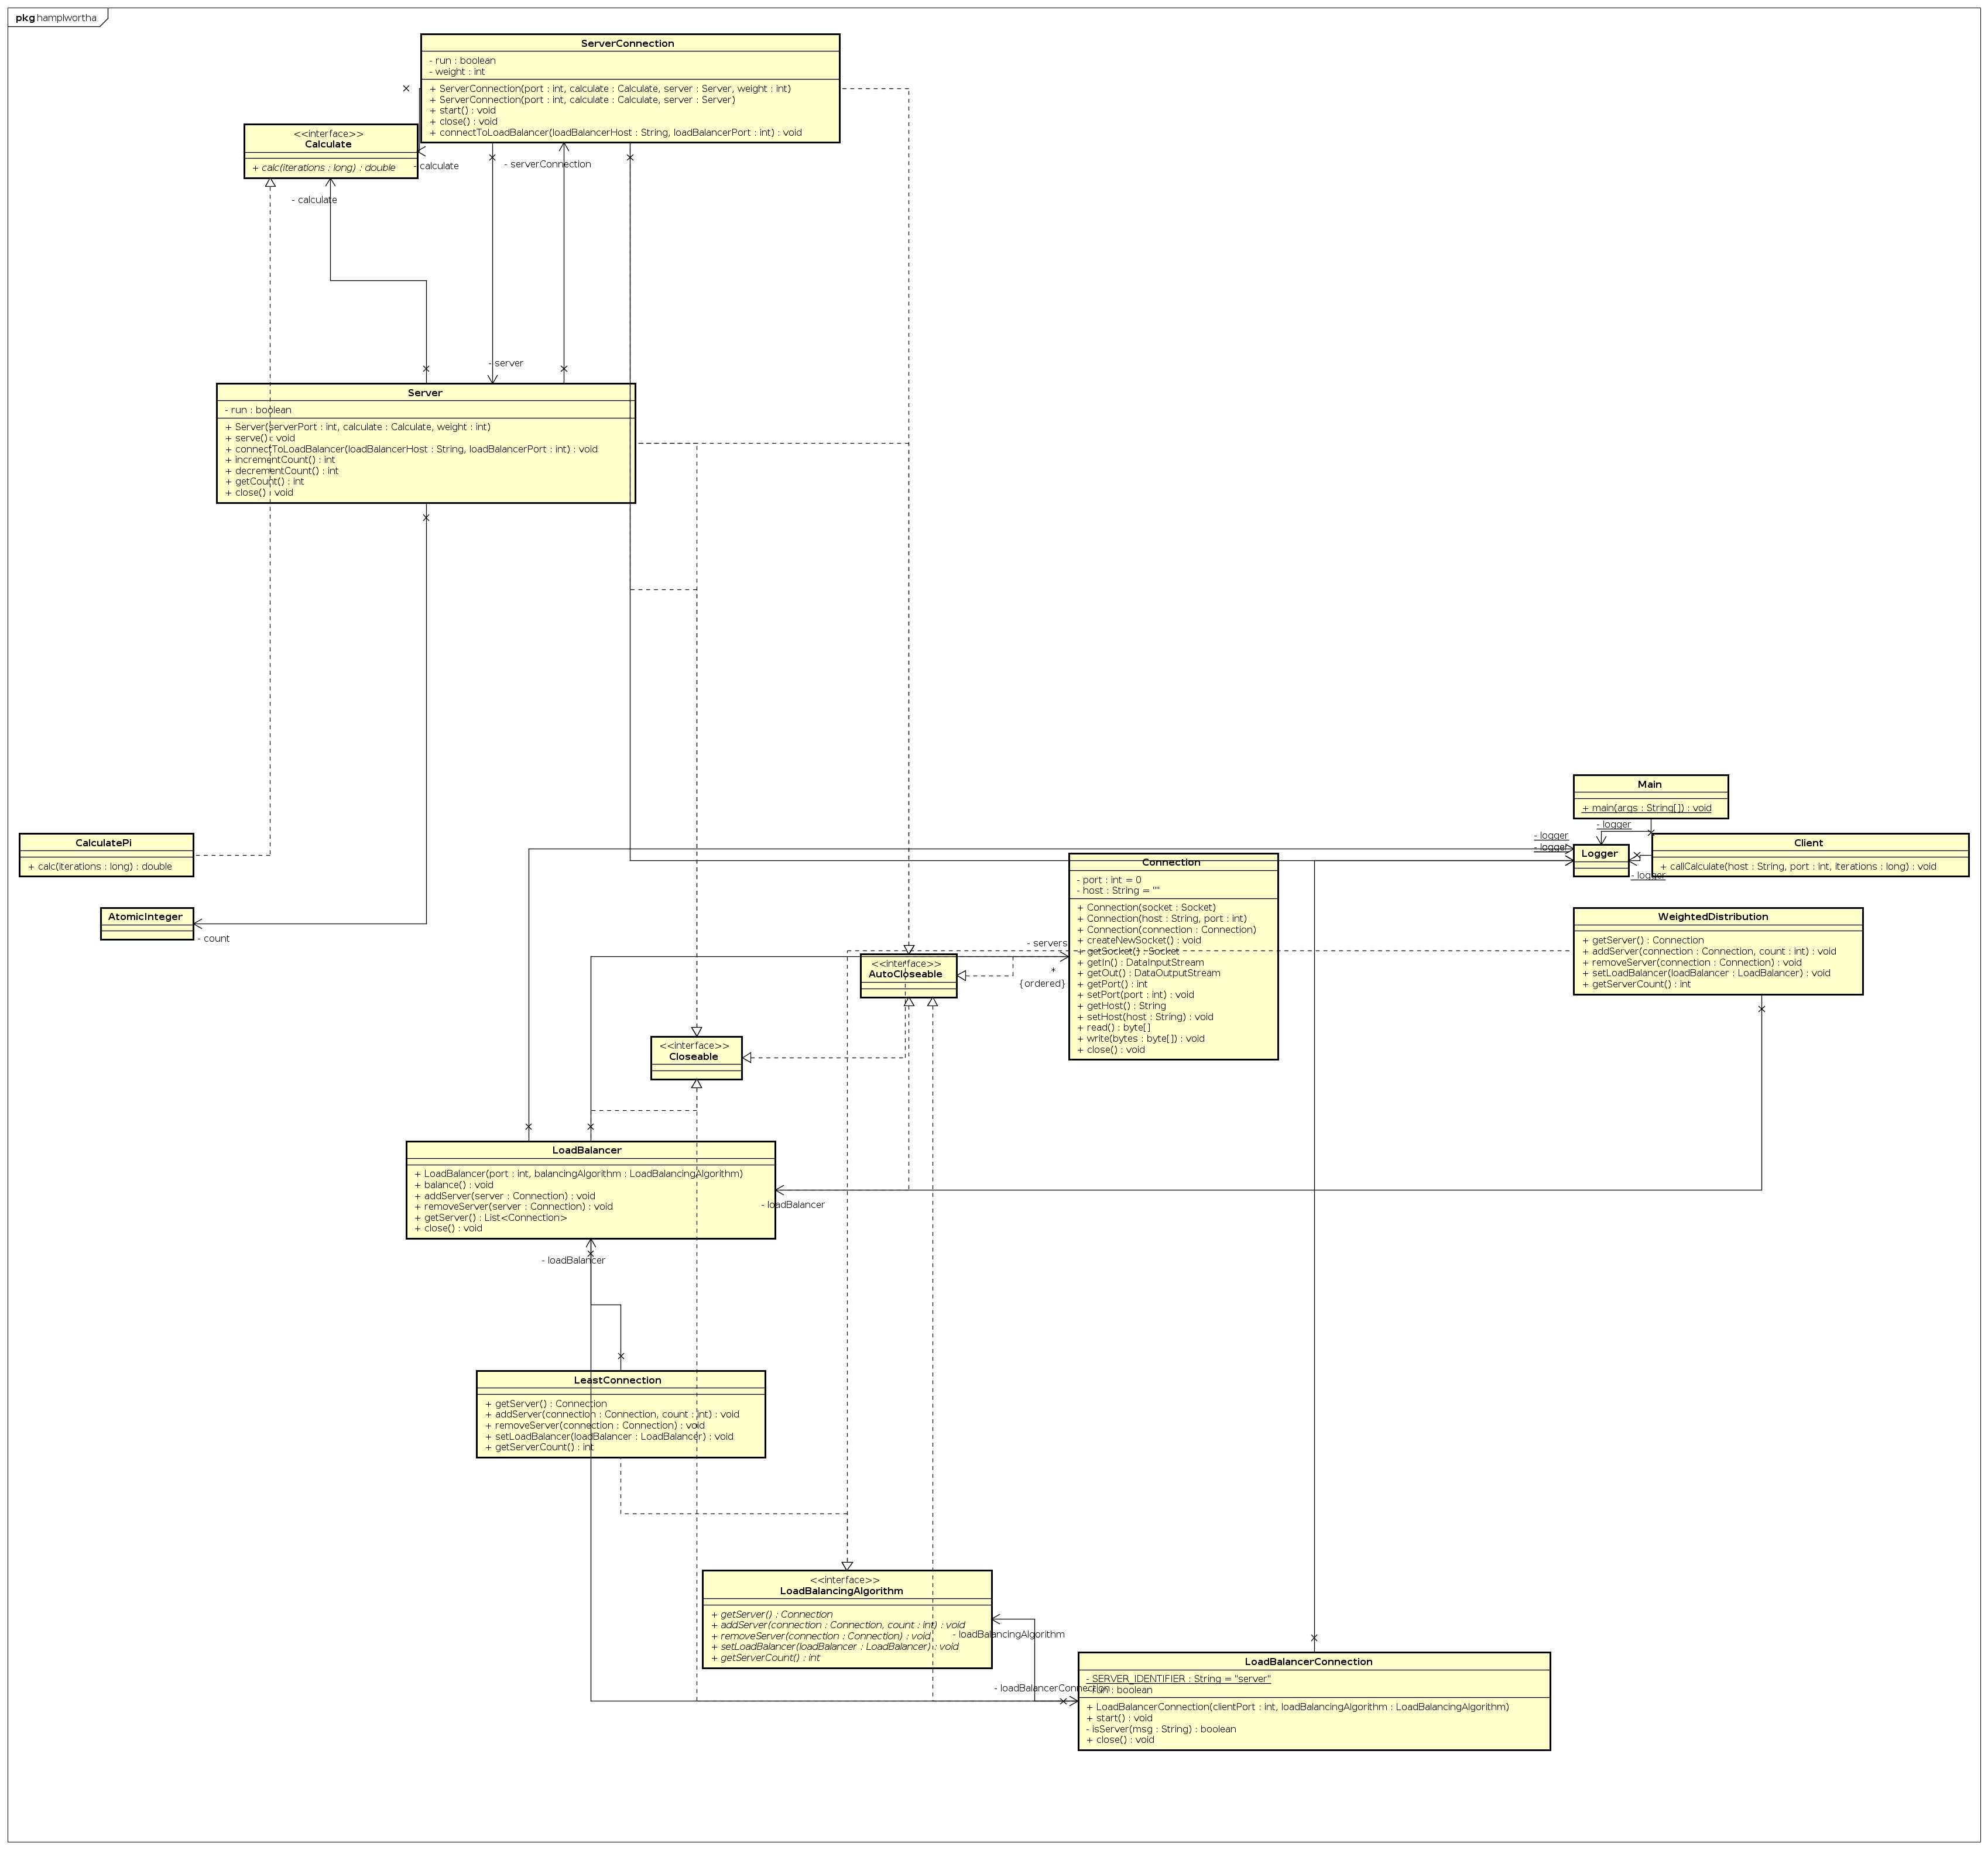 pkg hamplwortha
ServerConnection
- run : boolean
- weight : int
+ ServerConnection(port : int, calculate : Calculate, server : Server, weight : int)
+ ServerConnection(port : int, calculate : Calculate, server : Server)
+ start() : void
+ close() : void
+ connectToLoadBalancer(loadBalancerHost : String, loadBalancerPort : int) : void
<<interface>>
Calculate
+ calc(iterations : long) : double
- calculate
- serverConnection
- calculate
- server
Server
- run : boolean
+ Server(serverPort : int, calculate : Calculate, weight : int)
+ serve() : void
+ connectToLoadBalancer(loadBalancerHost : String, loadBalancerPort : int) : void
+ incrementCount() : int
+ decrementCount() : int
+ getCount() : int
+ close() : void
Main
+ main(args : String[]) : void
- logger
- logger
- logger
Logger
- logger
Client
+ callCalculate(host : String, port : int, iterations : long) : void
CalculatePi
+ calc(iterations : long) : double
AtomicInteger
- count
Connection
- port : int = 0
- host : String = ""
+ Connection(socket : Socket)
+ Connection(host : String, port : int)
+ Connection(connection : Connection)
+ createNewSocket() : void
+ getSocket() : Socket
+ getIn() : DataInputStream
+ getOut() : DataOutputStream
+ getPort() : int
+ setPort(port : int) : void
+ getHost() : String
+ setHost(host : String) : void
+ read() : byte[]
+ write(bytes : byte[]) : void
+ close() : void
- servers
*
{ordered}
WeightedDistribution
+ getServer() : Connection
+ addServer(connection : Connection, count : int) : void
+ removeServer(connection : Connection) : void
+ setLoadBalancer(loadBalancer : LoadBalancer) : void
+ getServerCount() : int
<<interface>>
AutoCloseable
<<interface>>
Closeable
LoadBalancer
+ LoadBalancer(port : int, balancingAlgorithm : LoadBalancingAlgorithm)
+ balance() : void
+ addServer(server : Connection) : void
+ removeServer(server : Connection) : void
+ getServer() : List<Connection>
+ close() : void
- loadBalancer
- loadBalancer
LeastConnection
+ getServer() : Connection
+ addServer(connection : Connection, count : int) : void
+ removeServer(connection : Connection) : void
+ setLoadBalancer(loadBalancer : LoadBalancer) : void
+ getServerCount() : int
<<interface>>
LoadBalancingAlgorithm
+ getServer() : Connection
+ addServer(connection : Connection, count : int) : void
+ removeServer(connection : Connection) : void
+ setLoadBalancer(loadBalancer : LoadBalancer) : void
+ getServerCount() : int
- loadBalancingAlgorithm
- loadBalancerConnection
LoadBalancerConnection
- SERVER_IDENTIFIER : String = "server"
- run : boolean
+ LoadBalancerConnection(clientPort : int, loadBalancingAlgorithm : LoadBalancingAlgorithm)
+ start() : void
- isServer(msg : String) : boolean
+ close() : void